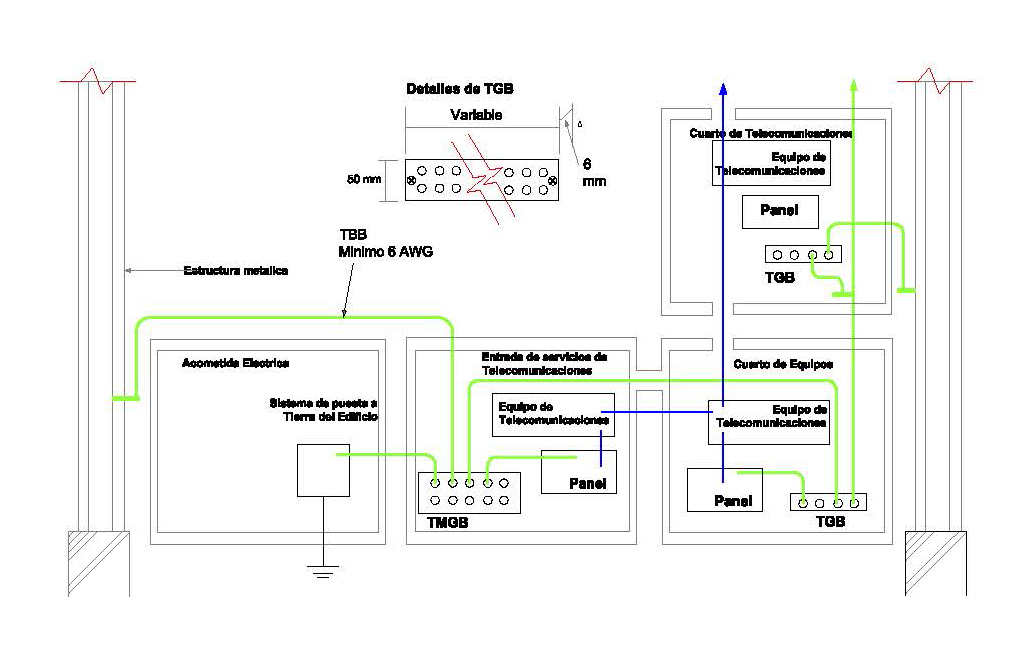 Detalles de TGB
Variable
50 mm
6
mm
TBB
Minimo 6 AWG
Estructura metalica
Cuarto de Telecomunicaciones
Equipo de
Telecomunicaciones
Panel
TGB
Acometida Electrica
Sistema de puesta a
Tierra del Edificio
Entrada de servicios de
Telecomunicaciones
Equipo de
Telecomunicaciones
Panel
TMGB
Cuarto de Equipos
Equipo de
Telecomunicaciones
Panel
TGB